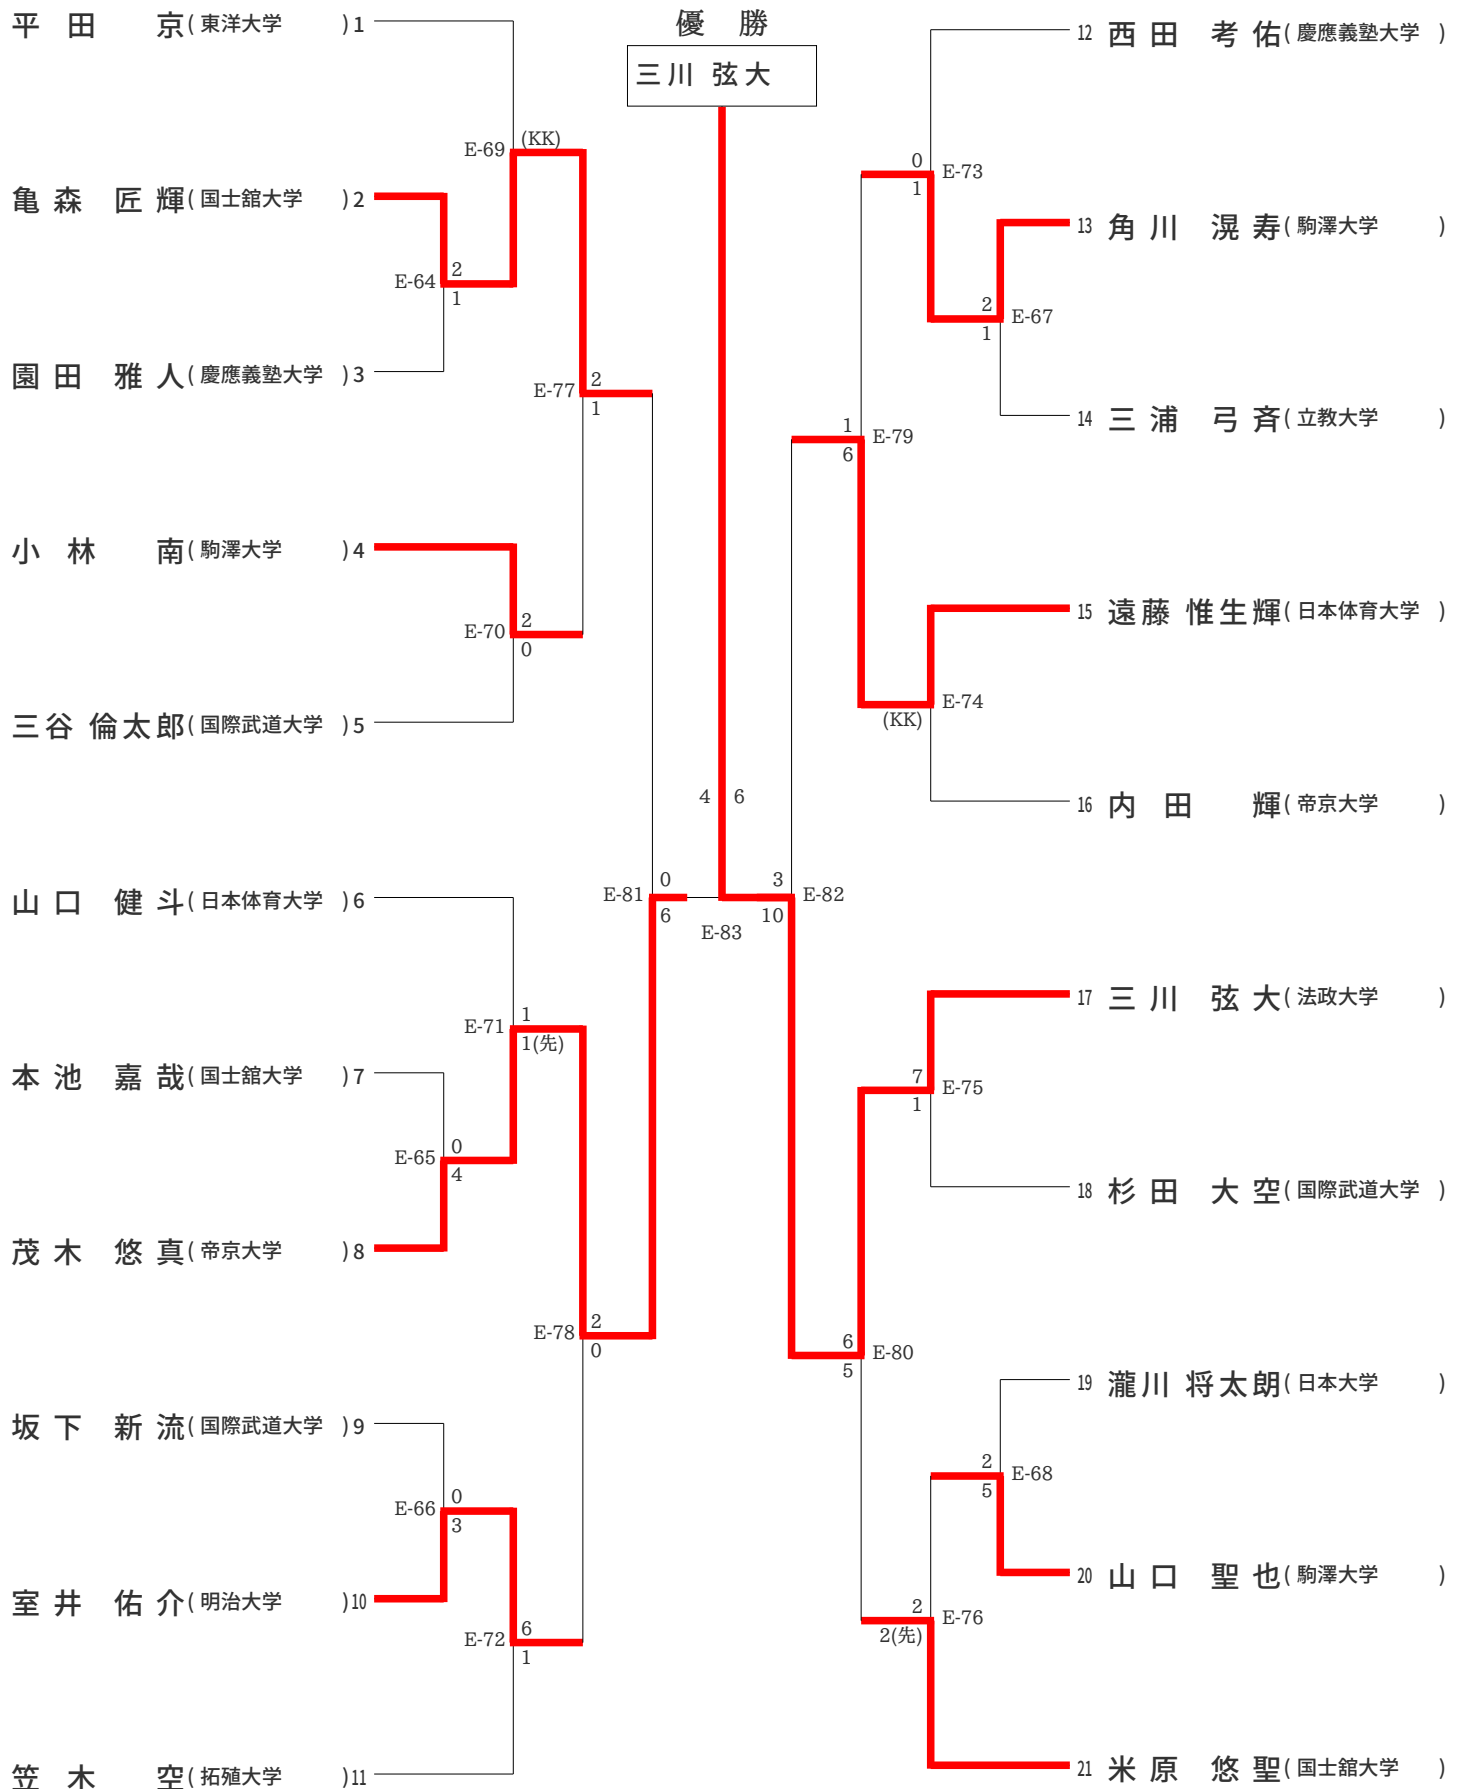 優 勝
三川 弦大
平 田 京( 東洋大学 )1
E-69
(KK)
亀 森 匠 輝( 国士舘大学 )2
E-64
2
1
園 田 雅 人( 慶應義塾大学 )3
E-77
2
1
小 林 南( 駒澤大学 )4
E-70
2
0
三谷 倫太郎( 国際武道大学 )5
山 口 健 斗( 日本体育大学 )6
E-81
0
6
E-71
1
1(先)
本 池 嘉 哉( 国士舘大学 )7
E-65
0
4
茂 木 悠 真( 帝京大学 )8
E-78
2
0
坂 下 新 流( 国際武道大学 )9
E-66
0
3
室 井 佑 介( 明治大学 )10
E-72
6
1
笠 木 空( 拓殖大学 )11
4 6
E-83
12 西 田 考 佑( 慶應義塾大学 )
0
1
E-73
13 角 川 滉 寿( 駒澤大学 )
2
1
E-67
14 三 浦 弓 斉( 立教大学 )
1
6
E-79
15 遠藤 惟生輝( 日本体育大学 )
E-74
(KK)
16 内 田 輝( 帝京大学 )
3
10
E-82
17 三 川 弦 大( 法政大学 )
7
1
E-75
18 杉 田 大 空( 国際武道大学 )
6
5
E-80
19 瀧川 将太朗( 日本大学 )
2
5
E-68
20 山 口 聖 也( 駒澤大学 )
2
2(先)
E-76
21 米 原 悠 聖( 国士舘大学 )